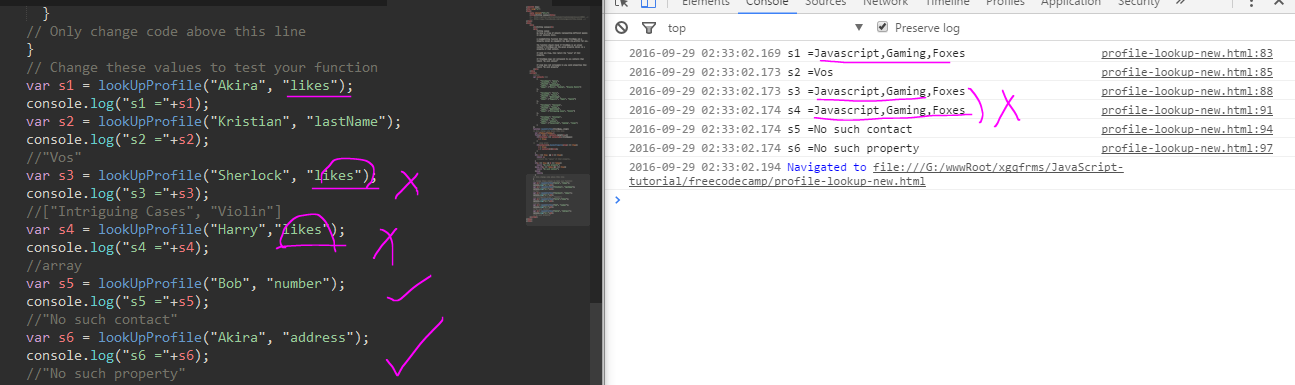 }
// Only change code above this line
}
// Change these values to test your function
var s1 = lookUpProfile("Akira", "likes");
console.log("s1 ="+s1);
var s2 = lookUpProfile("Kristian", "lastName");
console.log("s2 ="+s2);
//"Vos"
var s3 = lookUpProfile("Sherlock", "likes");
console.log("s3 ="+s3);
//["Intriguing Cases", "Violin"]
var s4 = lookUpProfile("Harry","likes");
console.log("s4 ="+s4);
//array
var s5 = lookUpProfile("Bob", "number");
console.log("s5 ="+s5);
//"No such contact"
var s6 = lookUpProfile("Akira", "address");
console.log("s6 ="+s6);
//"No such property"
Elements Console Sources Network Timeline Profiles Application Security »
top Preserve log
2016-09-29 02:33:02.169 s1 =Javascript,Gaming,Foxes profile-lookup-new.html:83
2016-09-29 02:33:02.173 s2 =Vos profile-lookup-new.html:85
2016-09-29 02:33:02.173 s3 =Javascript,Gaming,Foxes profile-lookup-new.html:88
2016-09-29 02:33:02.174 s4 =Javascript,Gaming,Foxes profile-lookup-new.html:91
2016-09-29 02:33:02.174 s5 =No such contact profile-lookup-new.html:94
2016-09-29 02:33:02.174 s6 =No such property profile-lookup-new.html:97
2016-09-29 02:33:02.194 Navigated to file:///G:/wwwRoot/xgqfrms/JavaScript-
tutorial/freecodecamp/profile-lookup-new.html
>